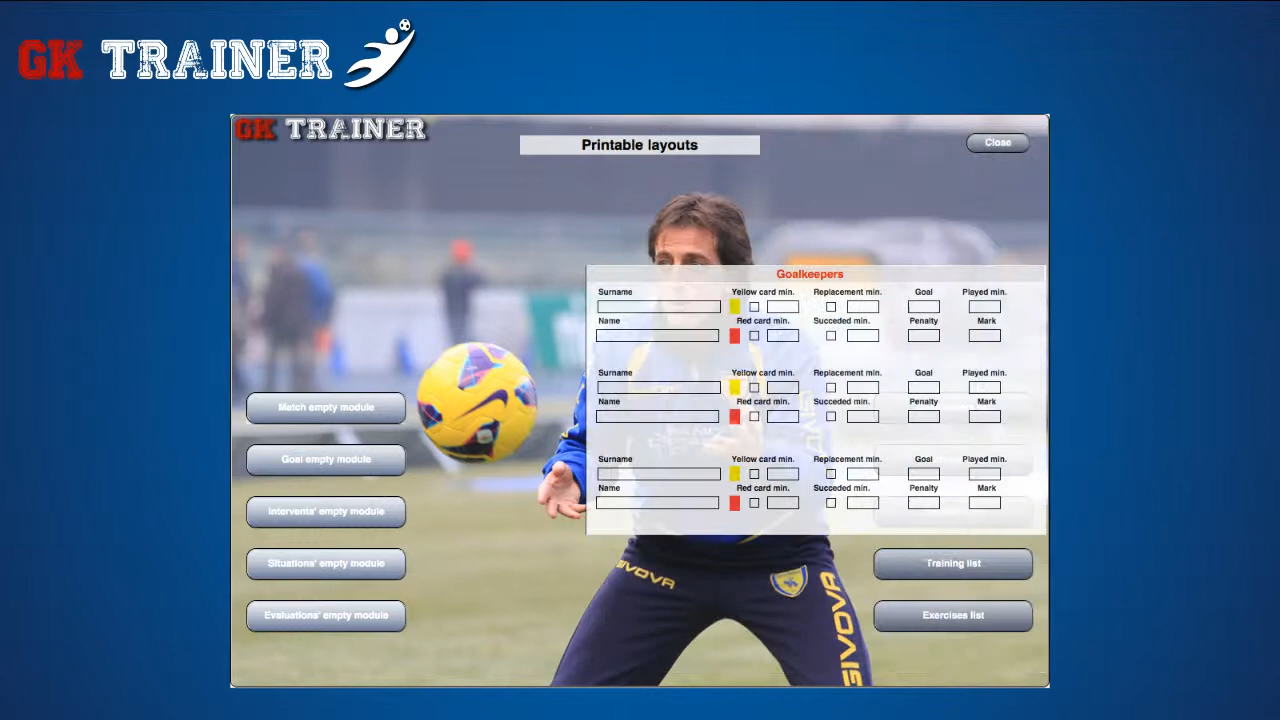 GK TRAINER
GK TRAINER
Printable layouts
Close
Goalkeepers
Surname Yellow card min. Replacement min. Goal Played min.
Name Red card min. Succeded min. Penalty Mark
Surname Yellow card min. Replacement min. Goal Played min.
Name Red card min. Succeded min. Penalty Mark
Surname Yellow card min. Replacement min. Goal Played min.
Name Red card min. Succeded min. Penalty Mark
Match empty module
Goal empty module
Intervents' empty module
Situations' empty module
Evaluations' empty module
Training list
Exercises list
GIVOVA
GIVOVA